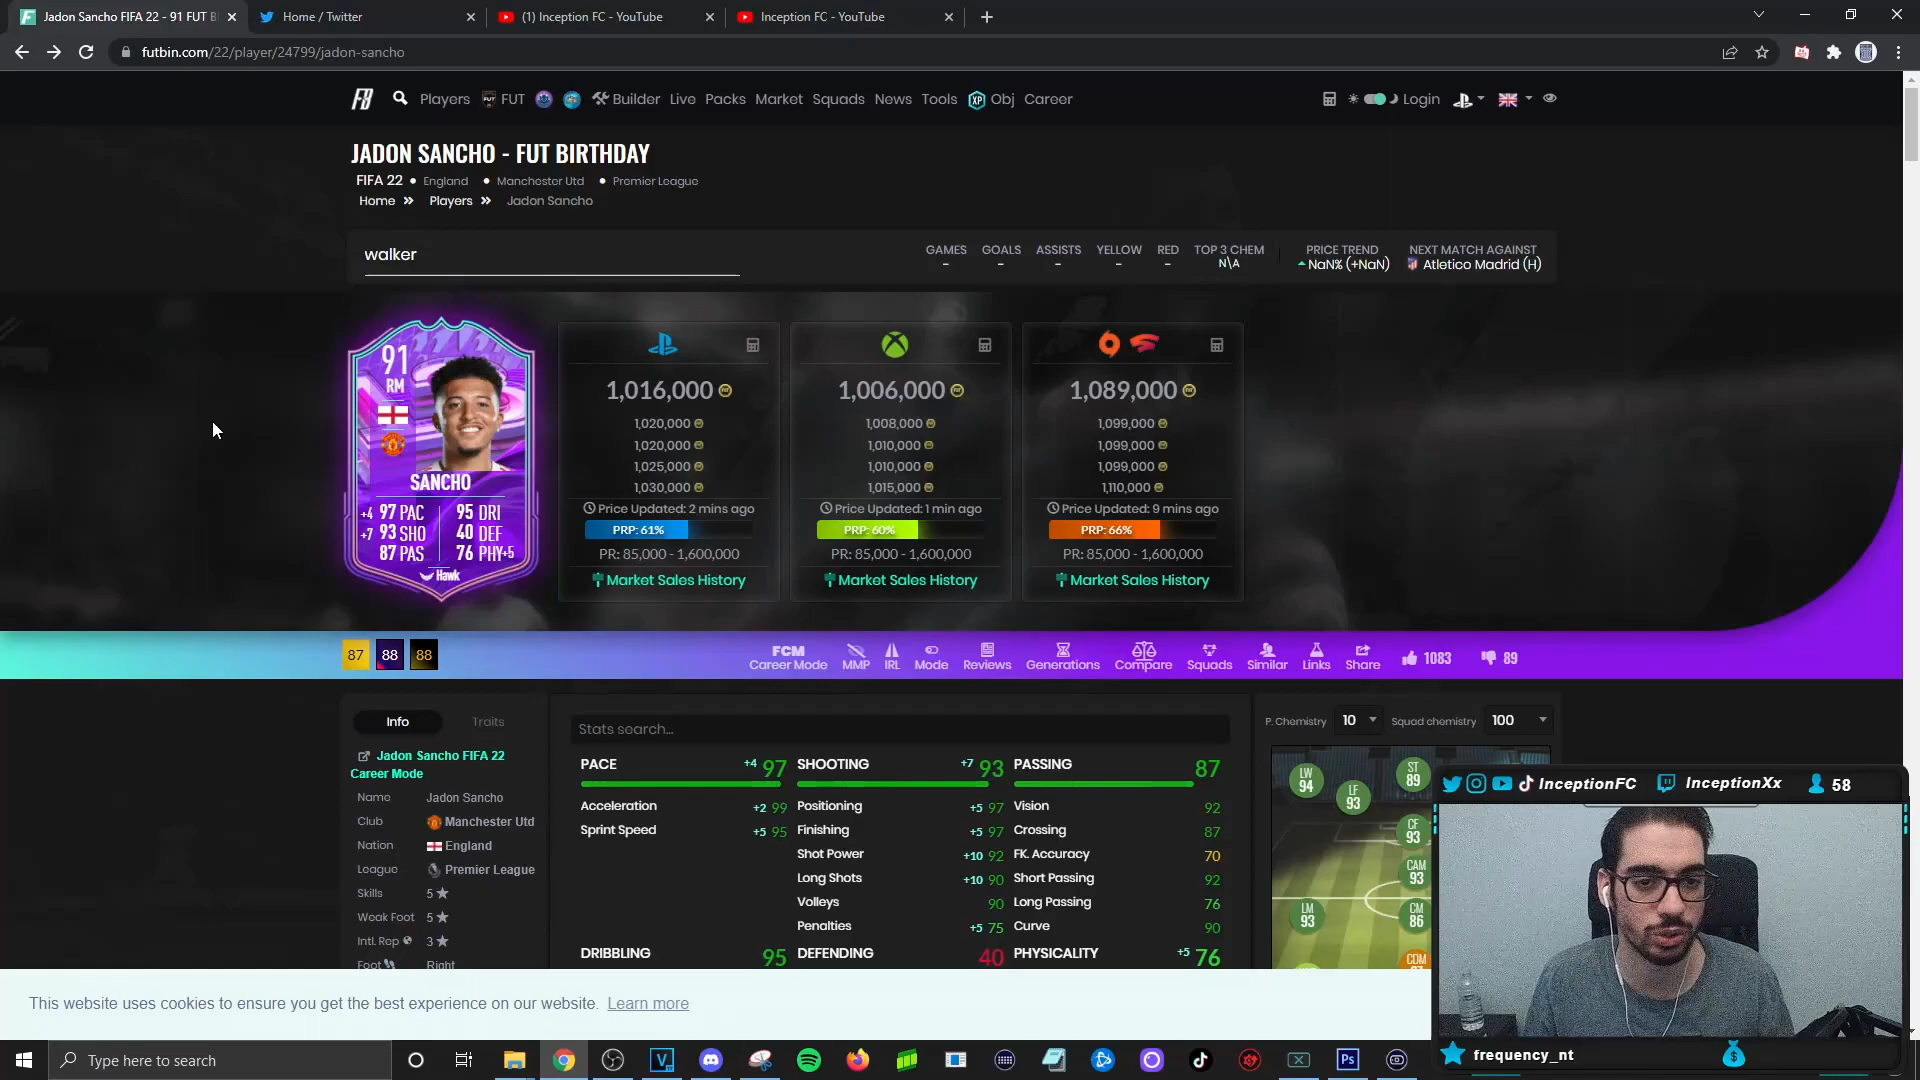 Jadon Sancho FIFA 22 - 91 FUT B
Home / Twitter
(1) Inception FC - YouTube
Inception FC - YouTube
futbin.com/22/player/24799/jadon-sancho
Players FUT Builder Live Packs Market Squads News Tools XP Obj Career Login
JADON SANCHO - FUT BIRTHDAY
FIFA 22 • England • Manchester Utd • Premier League
Home » Players » Jadon Sancho
walker
GAMES GOALS ASSISTS YELLOW RED TOP 3 CHEM PRICE TREND NEXT MATCH AGAINST
- - - - - N\A NaN% (+NaN) Atletico Madrid (H)
91
RM
SANCHO
+4 97 PAC 95 DRI
+7 93 SHO 40 DEF
87 PAS 76 PHY+5
Hawk
1,016,000
1,020,000
1,020,000
1,025,000
1,030,000
Price Updated: 2 mins ago
PRP: 61%
PR: 85,000 - 1,600,000
Market Sales History
1,006,000
1,008,000
1,010,000
1,010,000
1,015,000
Price Updated: 1 min ago
PRP: 60%
PR: 85,000 - 1,600,000
Market Sales History
1,089,000
1,099,000
1,099,000
1,099,000
1,110,000
Price Updated: 9 mins ago
PRP: 66%
PR: 85,000 - 1,600,000
Market Sales History
87 88 88
FCM
Career Mode MMP IRL Mode Reviews Generations Compare Squads Similar Links Share 1083 89
Info Traits
Jadon Sancho FIFA 22
Career Mode
Name Jadon Sancho
Club Manchester Utd
Nation England
League Premier League
Skills 5
Weak Foot 5
Intl. Rep 3
Foot Right
Stats search...
PACE +4 97
Acceleration +2 99
Sprint Speed +5 95
SHOOTING +7 93
Positioning +5 97
Finishing +5 97
Shot Power +10 92
Long Shots +10 90
Volleys 90
Penalties +5 75
PASSING 87
Vision 92
Crossing 87
FK. Accuracy 70
Short Passing 92
Long Passing 76
Curve 90
DRIBBLING 95
DEFENDING 40
PHYSICALITY +5 76
P. Chemistry 10 Squad chemistry 100
LW
94
LF
93
ST
89
CF
93
CAM
93
LM
93
CM
86
CDM
InceptionFC InceptionXx 58
frequency_nt
This website uses cookies to ensure you get the best experience on our website. Learn more
Type here to search